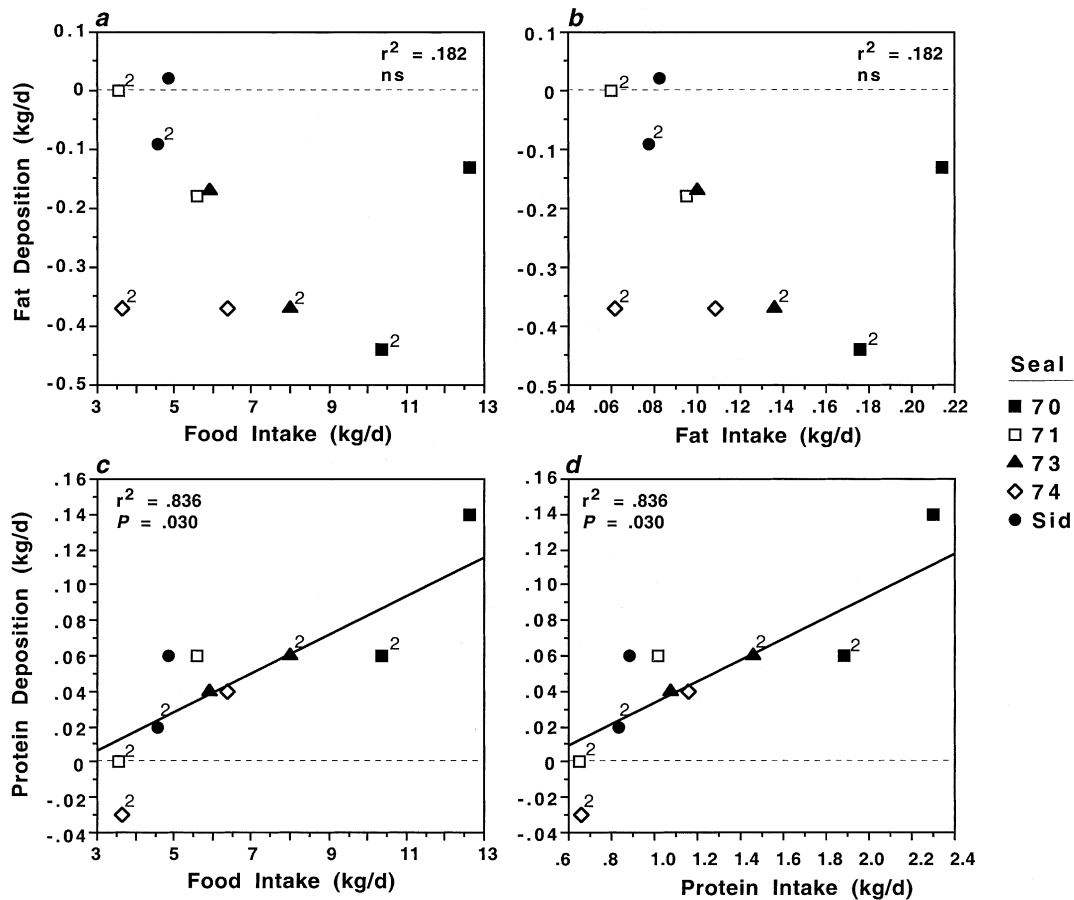 a
r² = .182
ns
0.1
0
-0.1
-0.2
-0.3
-0.4
-0.5
Fat Deposition (kg/d)
2
2
2
2
2
3 5 7 9 11 13
Food Intake (kg/d)
b
r² = .182
ns
0.1
0
-0.1
-0.2
-0.3
-0.4
-0.5
2
2
2
2
2
.04 .06 .08 .10 .12 .14 .16 .18 .20 .22
Fat Intake (kg/d)
Seal
70
71
73
74
Sid
c
r² = .836
P = .030
.16
.14
.12
.10
.08
.06
.04
.02
0
-.02
-.04
Protein Deposition (kg/d)
2
2
2
2
2
3 5 7 9 11 13
Food Intake (kg/d)
d
r² = .836
P = .030
.16
.14
.12
.10
.08
.06
.04
.02
0
-.02
-.04
2
2
2
2
2
.6 .8 1.0 1.2 1.4 1.6 1.8 2.0 2.2 2.4
Protein Intake (kg/d)